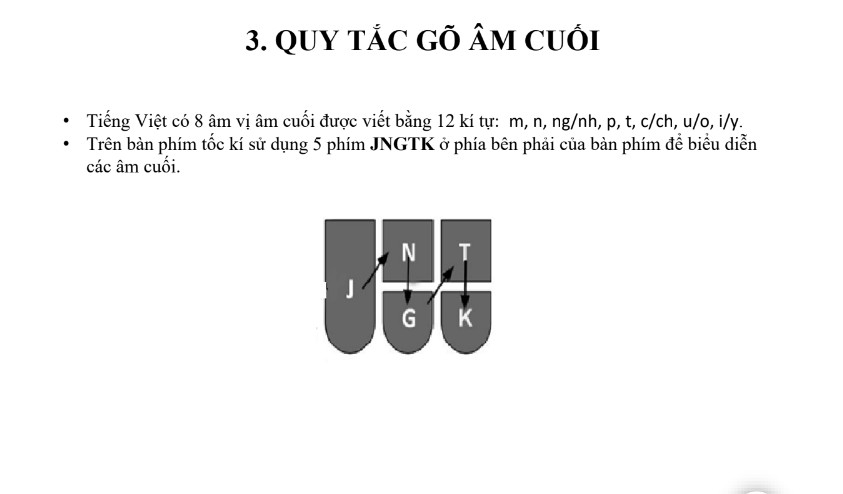 3. QUY TẮC GÕ ÂM CUỐI
• Tiếng Việt có 8 âm vị âm cuối được viết bằng 12 kí tự: m, n, ng/nh, p, t, c/ch, u/o, i/y.
• Trên bàn phím tốc kí sử dụng 5 phím JNGTK ở phía bên phải của bàn phím để biểu diễn
các âm cuối.
N T
J
G K